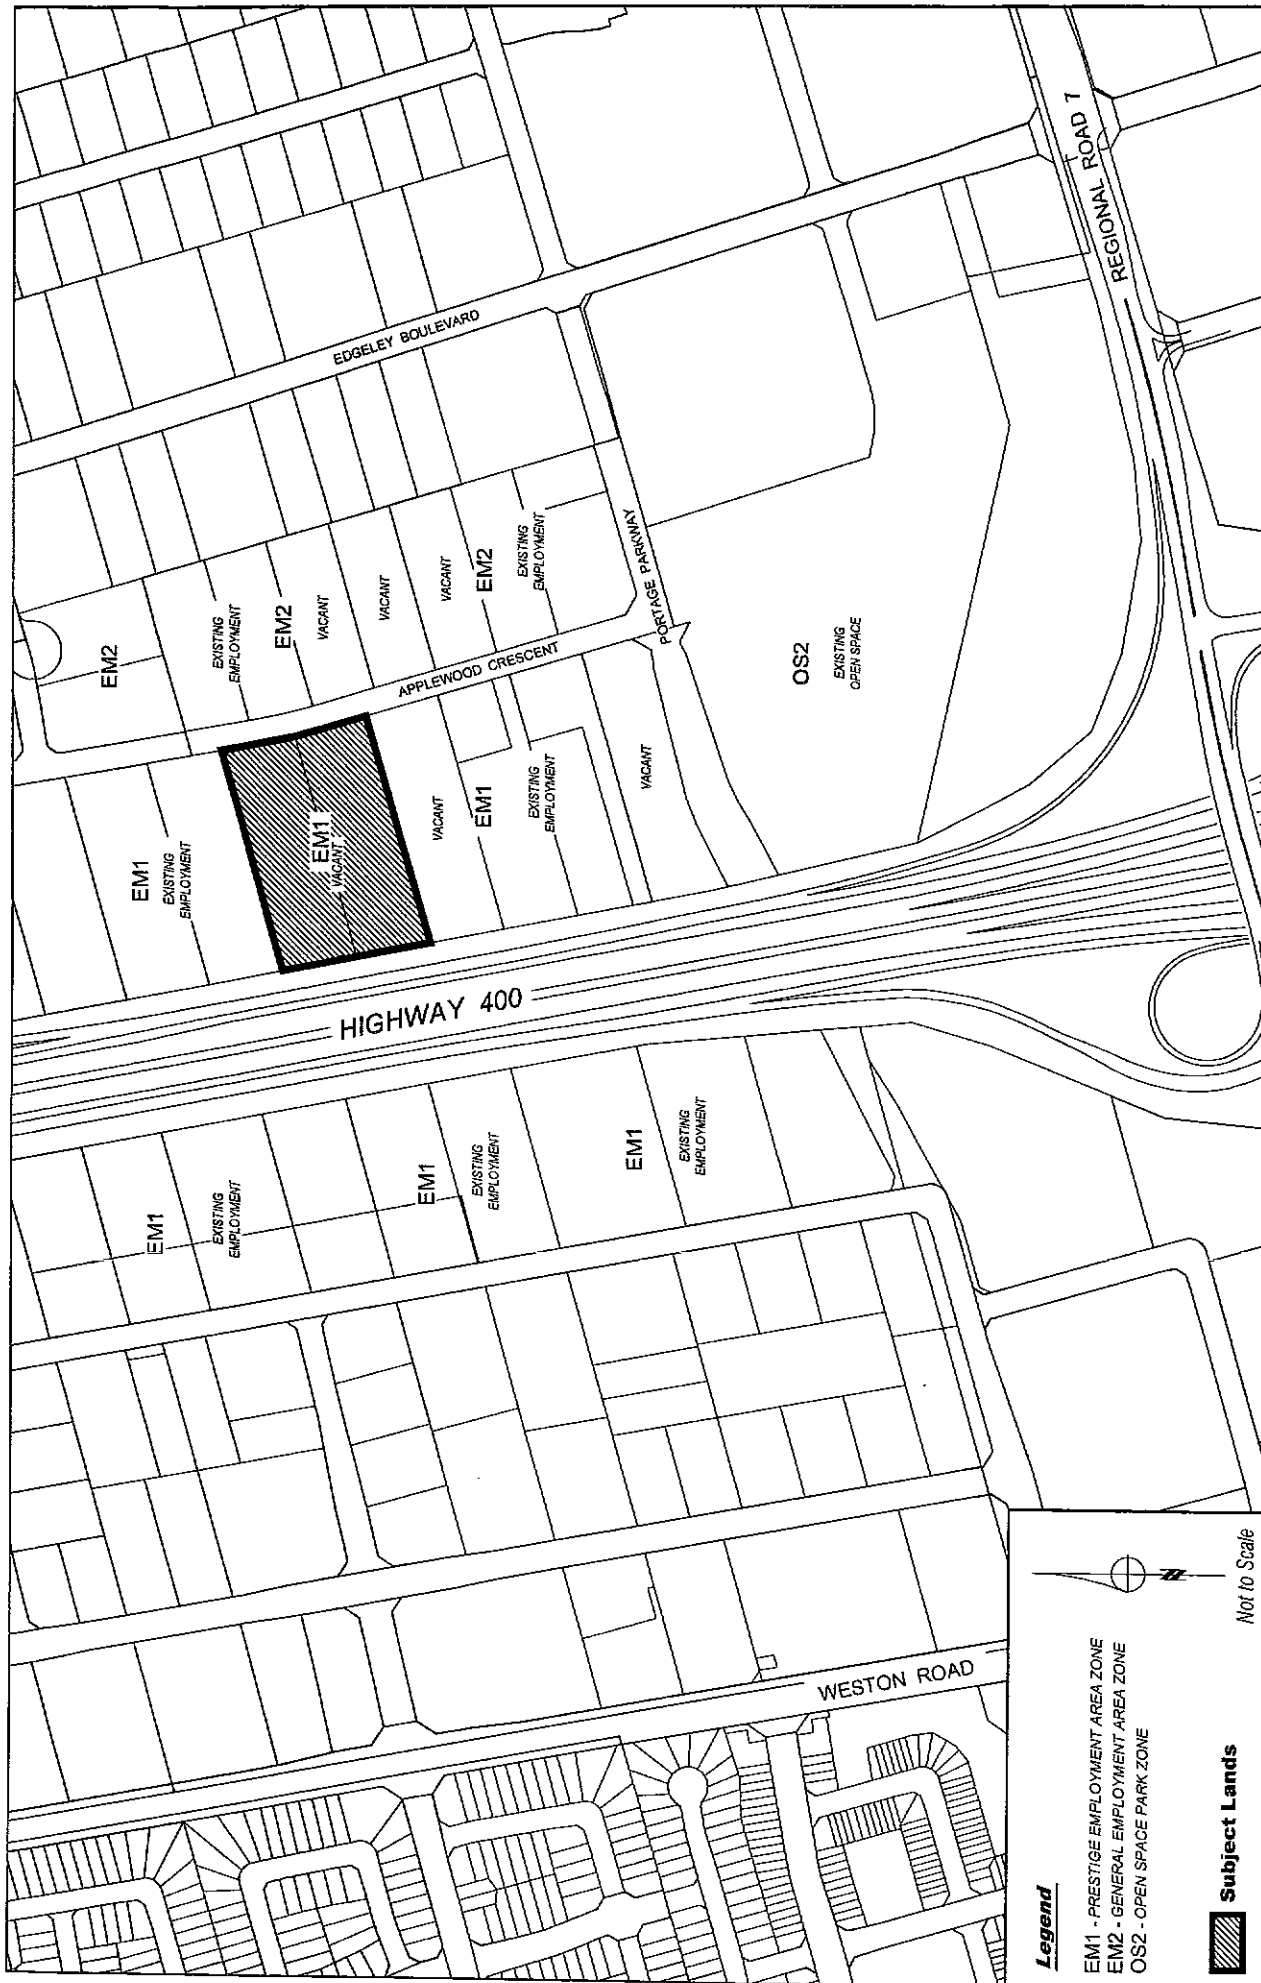 EDGELEY BOULEVARD
REGIONAL ROAD 7
EM2
EXISTING
EMPLOYMENT
EM2
VACANT
VACANT
VACANT
EM2
EXISTING
EMPLOYMENT
PORTAGE PARKWAY
APPLEWOOD CRESCENT
OS2
EXISTING
OPEN SPACE
EM1
EXISTING
EMPLOYMENT
EM1
VACANT
VACANT
EM1
EXISTING
EMPLOYMENT
VACANT
HIGHWAY 400
EM1
EXISTING
EMPLOYMENT
EM1
EXISTING
EMPLOYMENT
EM1
EXISTING
EMPLOYMENT
WESTON ROAD
Legend
EM1 - PRESTIGE EMPLOYMENT AREA ZONE
EM2 - GENERAL EMPLOYMENT AREA ZONE
OS2 - OPEN SPACE PARK ZONE
Subject Lands
N
Not to Scale